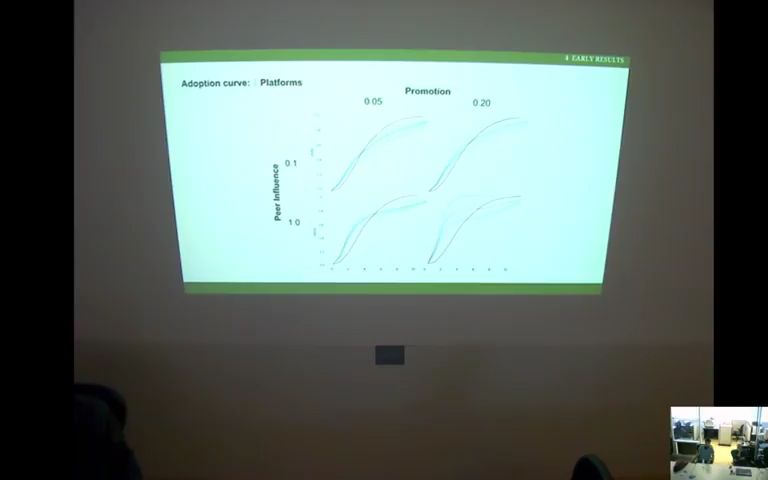 4 EARLY RESULTS
Adoption curve: Platforms
Promotion
0.05 0.20
Peer Influence
0.1
1.0